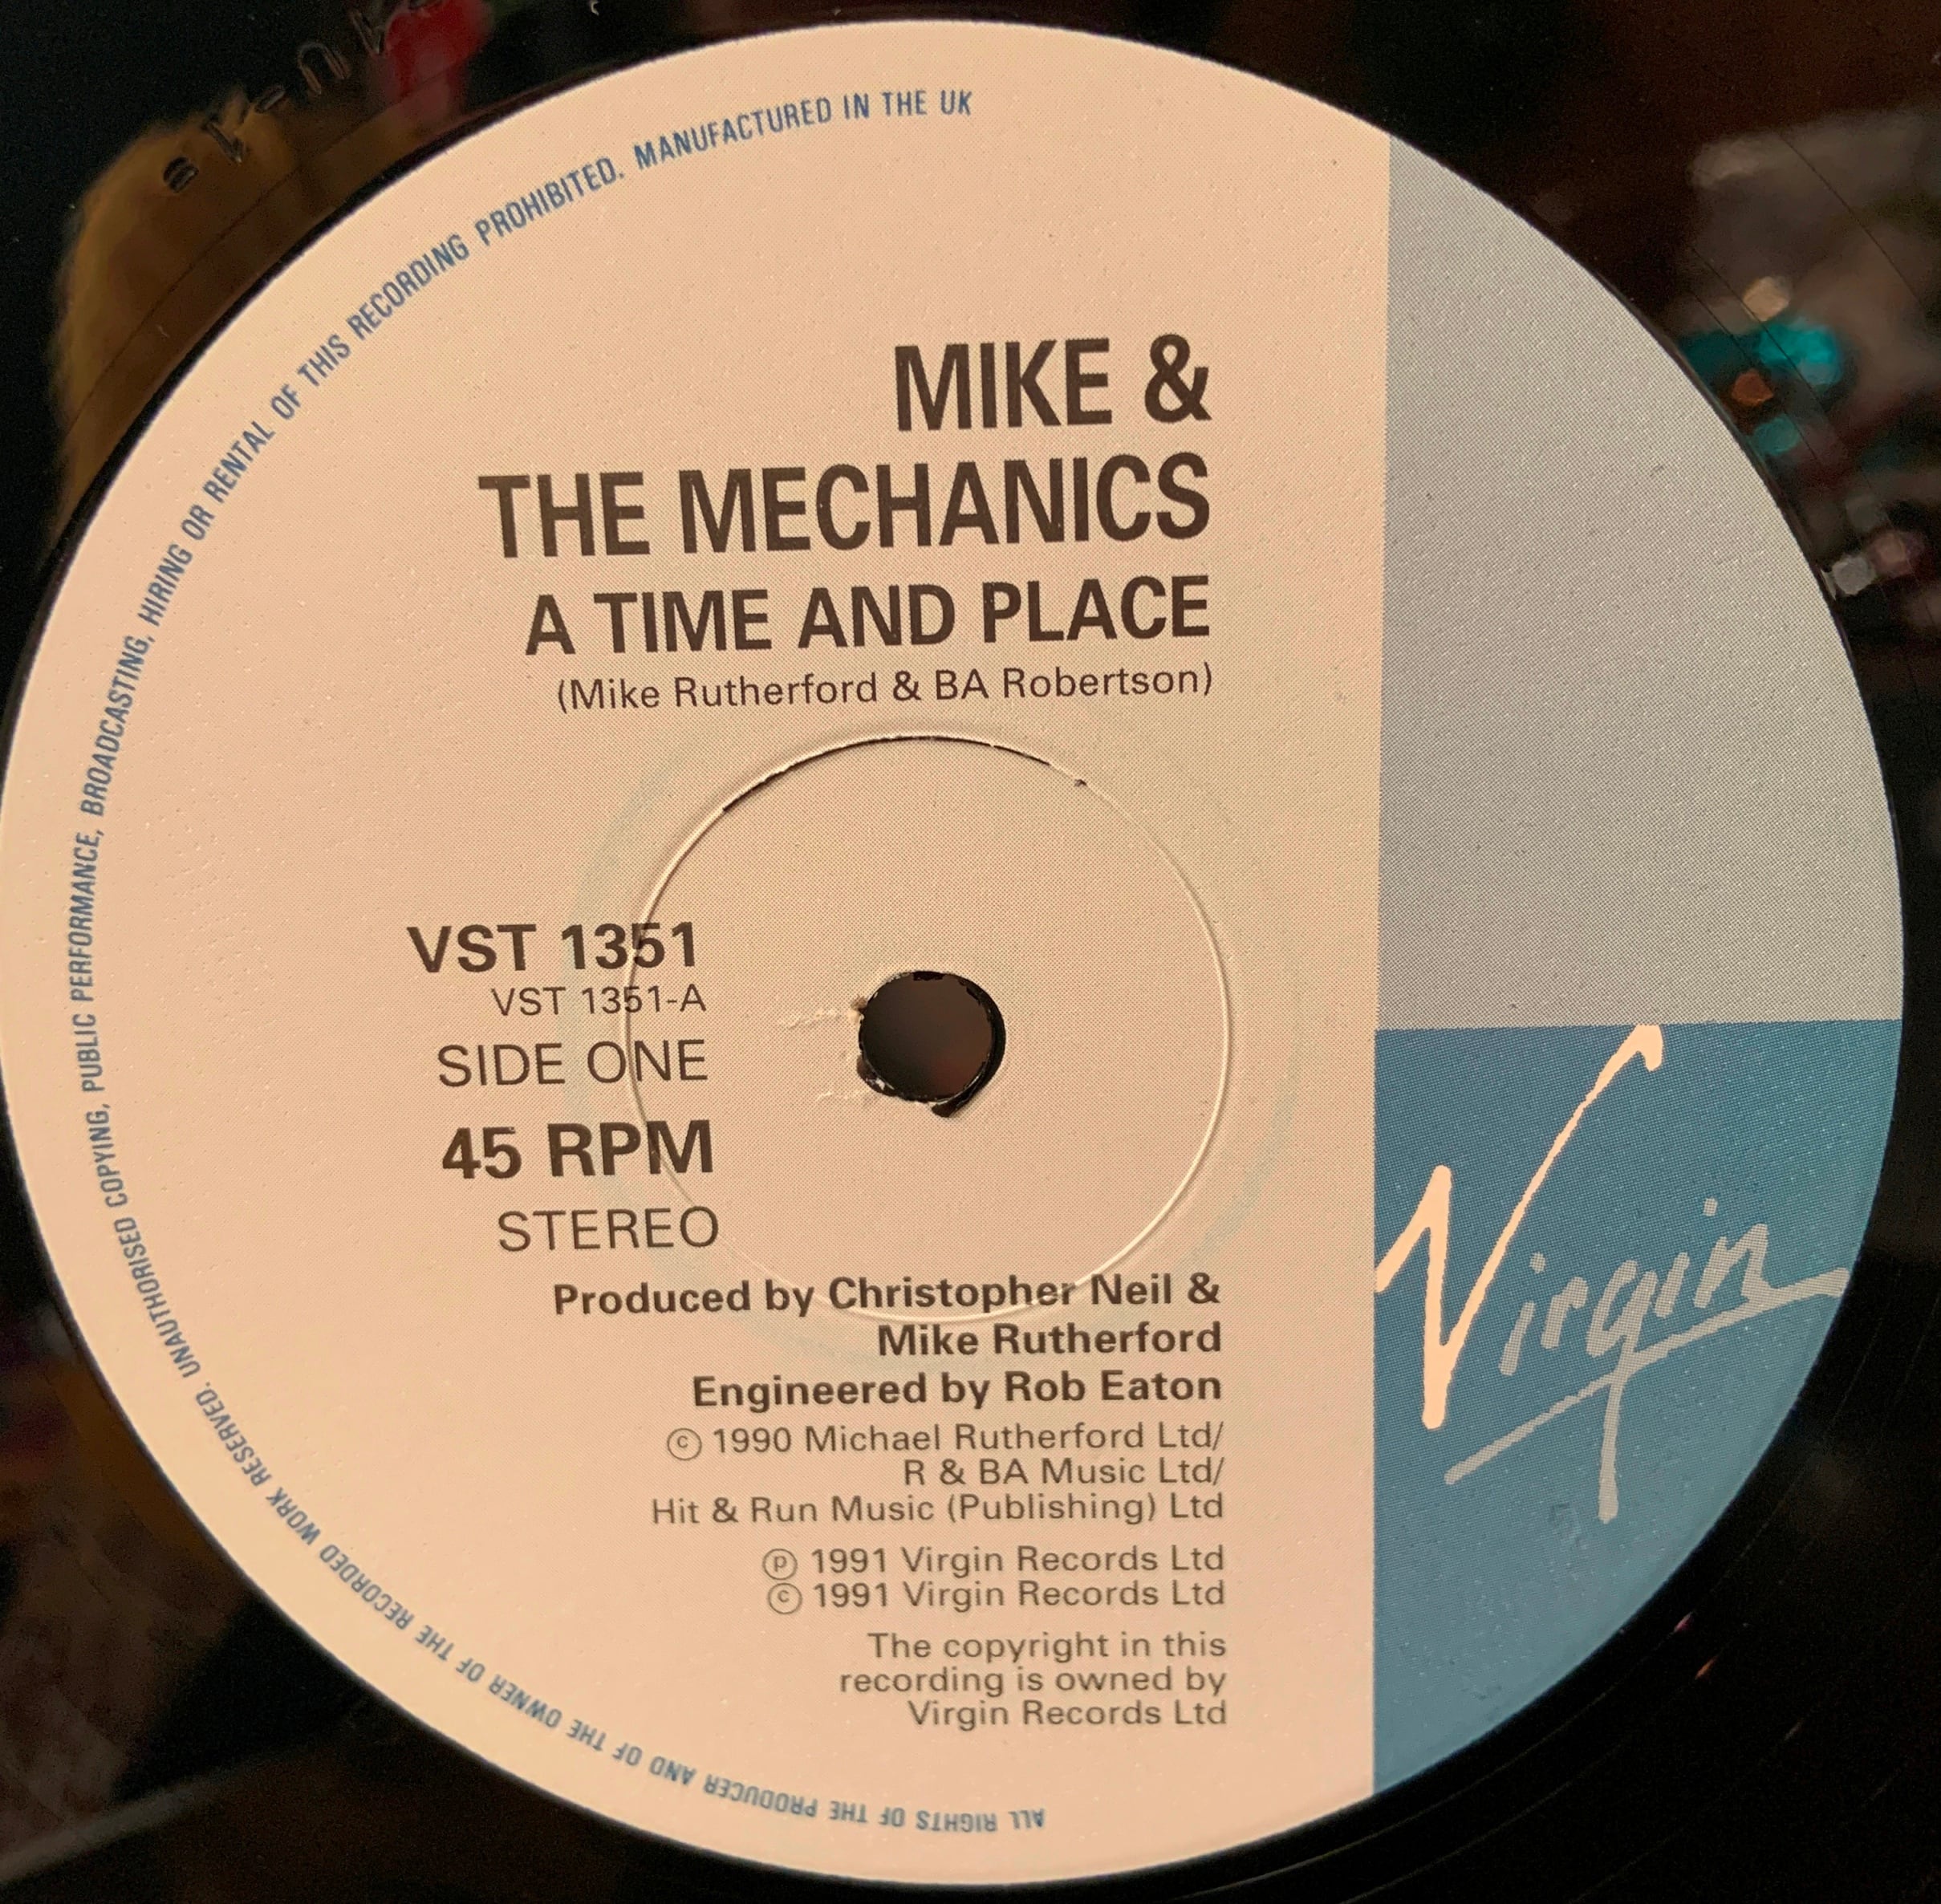 MIKE &
THE MECHANICS
A TIME AND PLACE
(Mike Rutherford & BA Robertson)
VST 1351
VST 1351-A
SIDE ONE
45 RPM
STEREO
Produced by Christopher Neil &
Mike Rutherford
Engineered by Rob Eaton
© 1990 Michael Rutherford Ltd/
R & BA Music Ltd/
Hit & Run Music (Publishing) Ltd
℗ 1991 Virgin Records Ltd
© 1991 Virgin Records Ltd
The copyright in this
recording is owned by
Virgin Records Ltd
Virgin
ALL RIGHTS OF THE PRODUCER AND OF THE OWNER OF THE RECORDED WORK RESERVED. UNAUTHORISED COPYING, PUBLIC PERFORMANCE, BROADCASTING, HIRING OR RENTAL OF THIS RECORDING PROHIBITED. MANUFACTURED IN THE UK